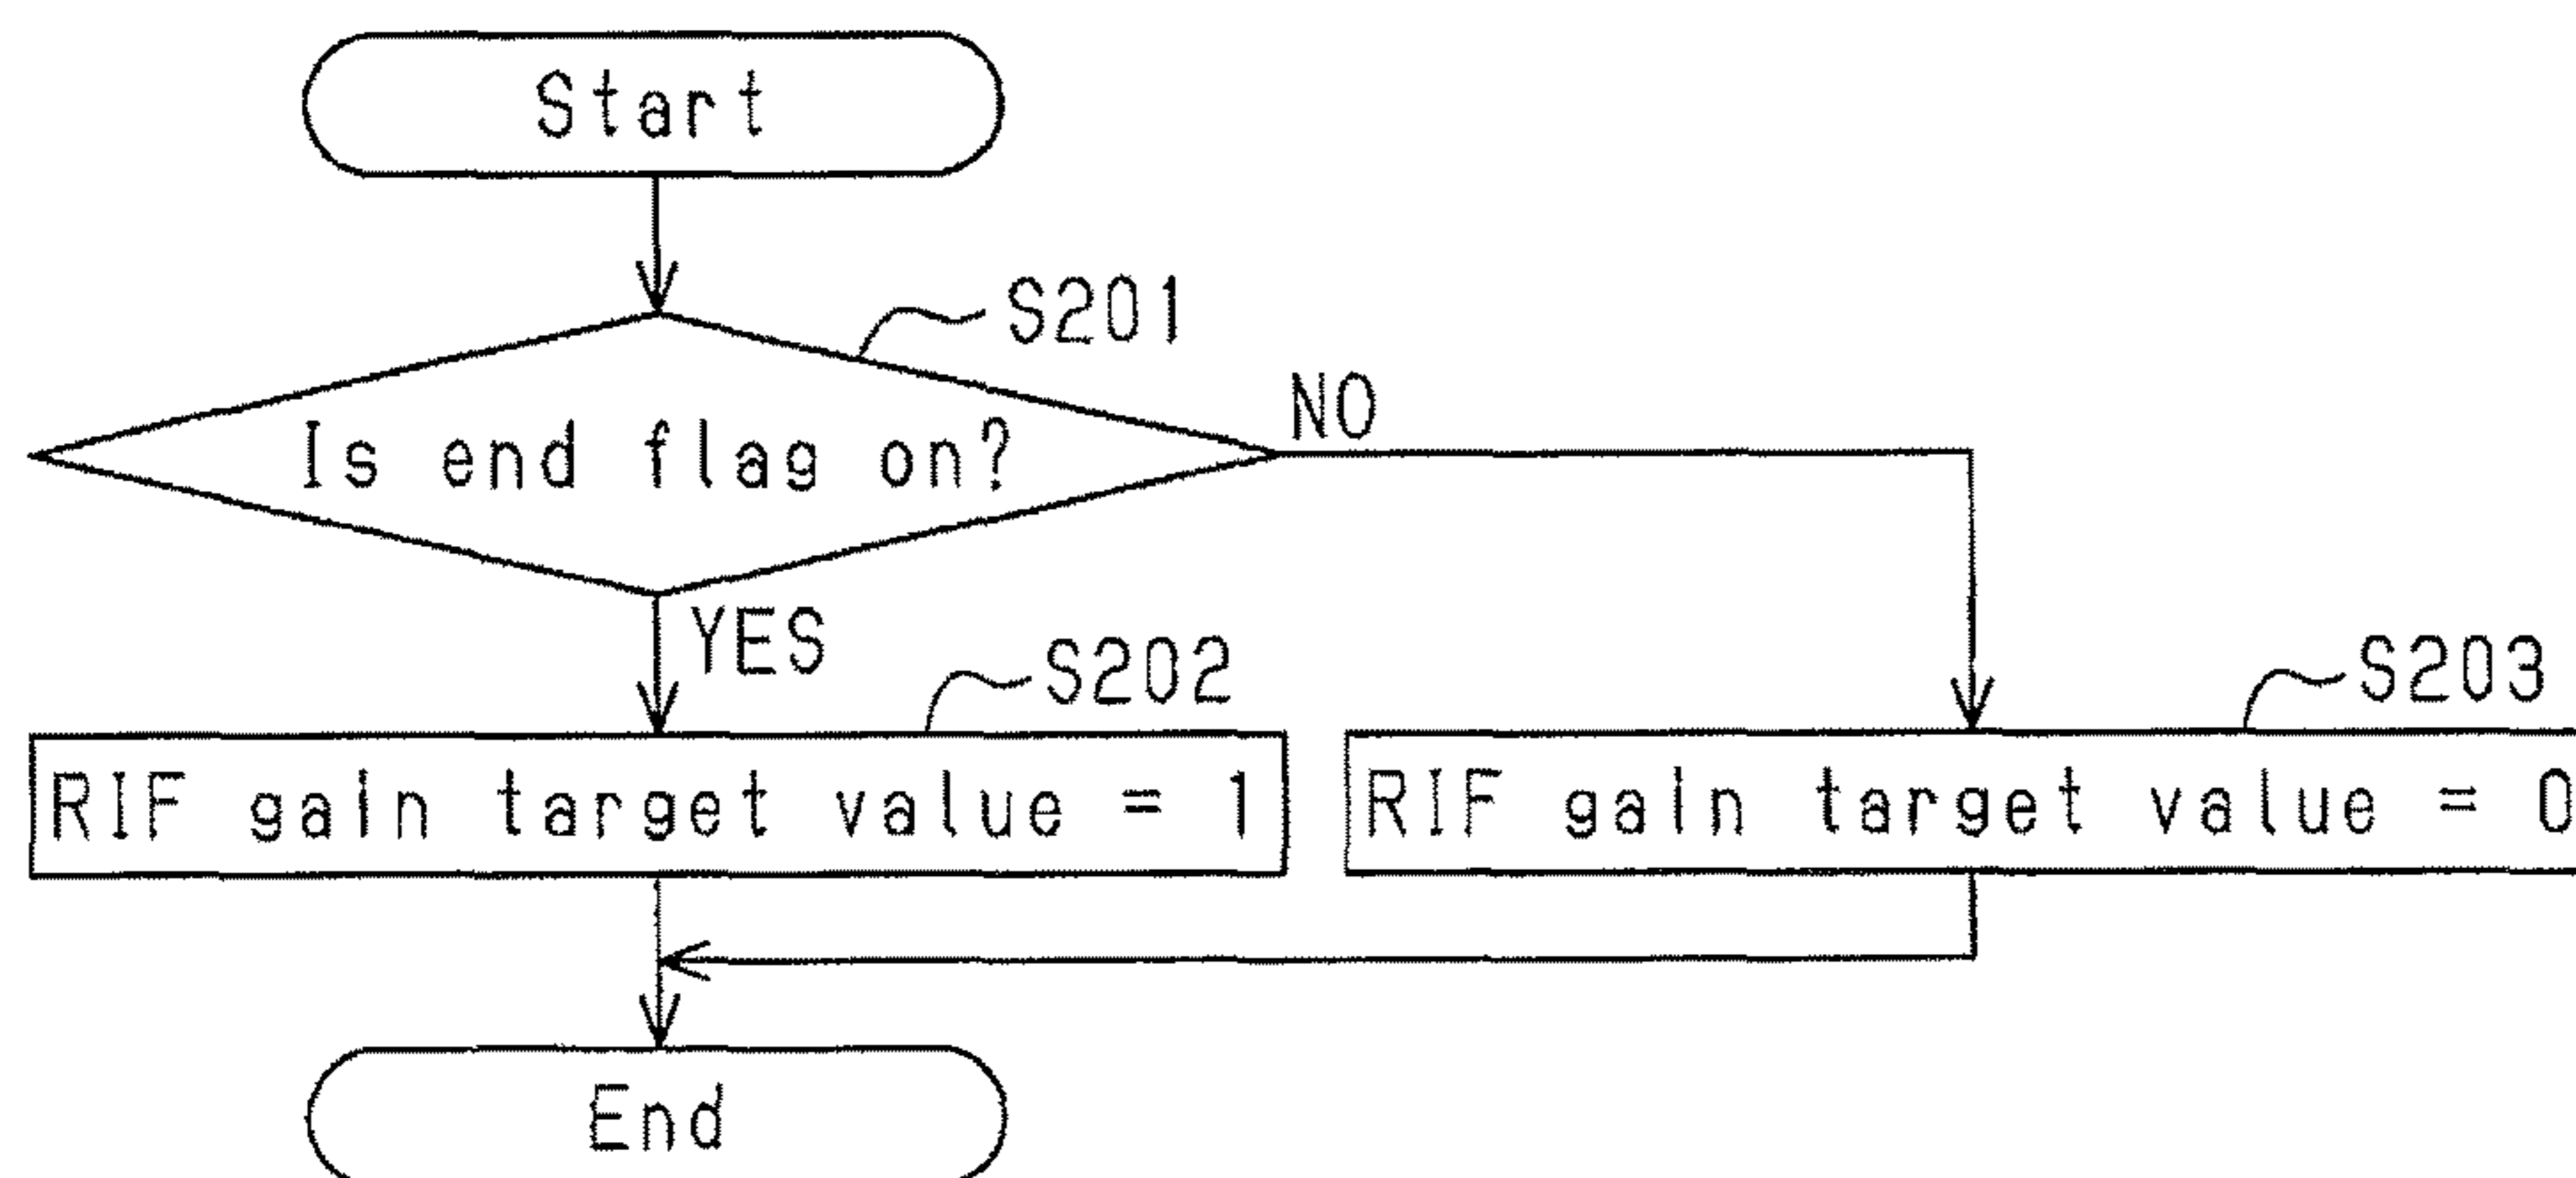 Start
S201
Is end flag on?
NO
YES
S202
S203
RIF gain target value = 1
RIF gain target value = 0
End